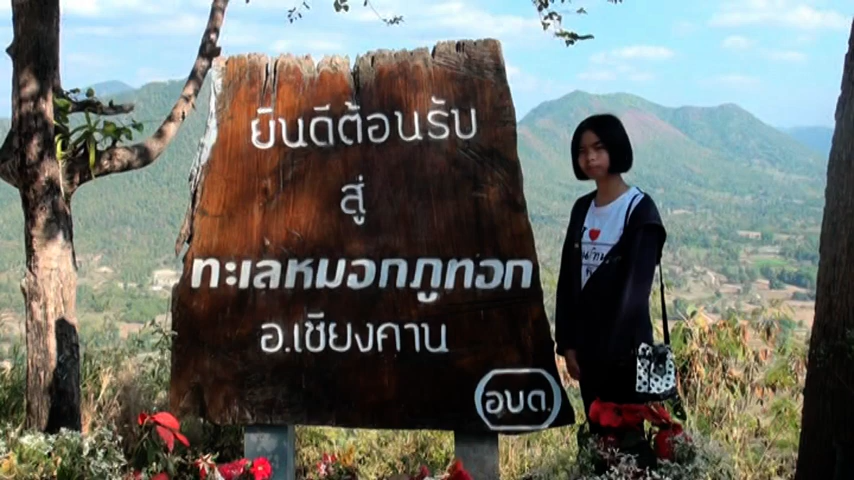 ยินดีต้อนรับ
สู่
ทะเลหมอกภูทอก
อ.เชียงคาน
อบต.